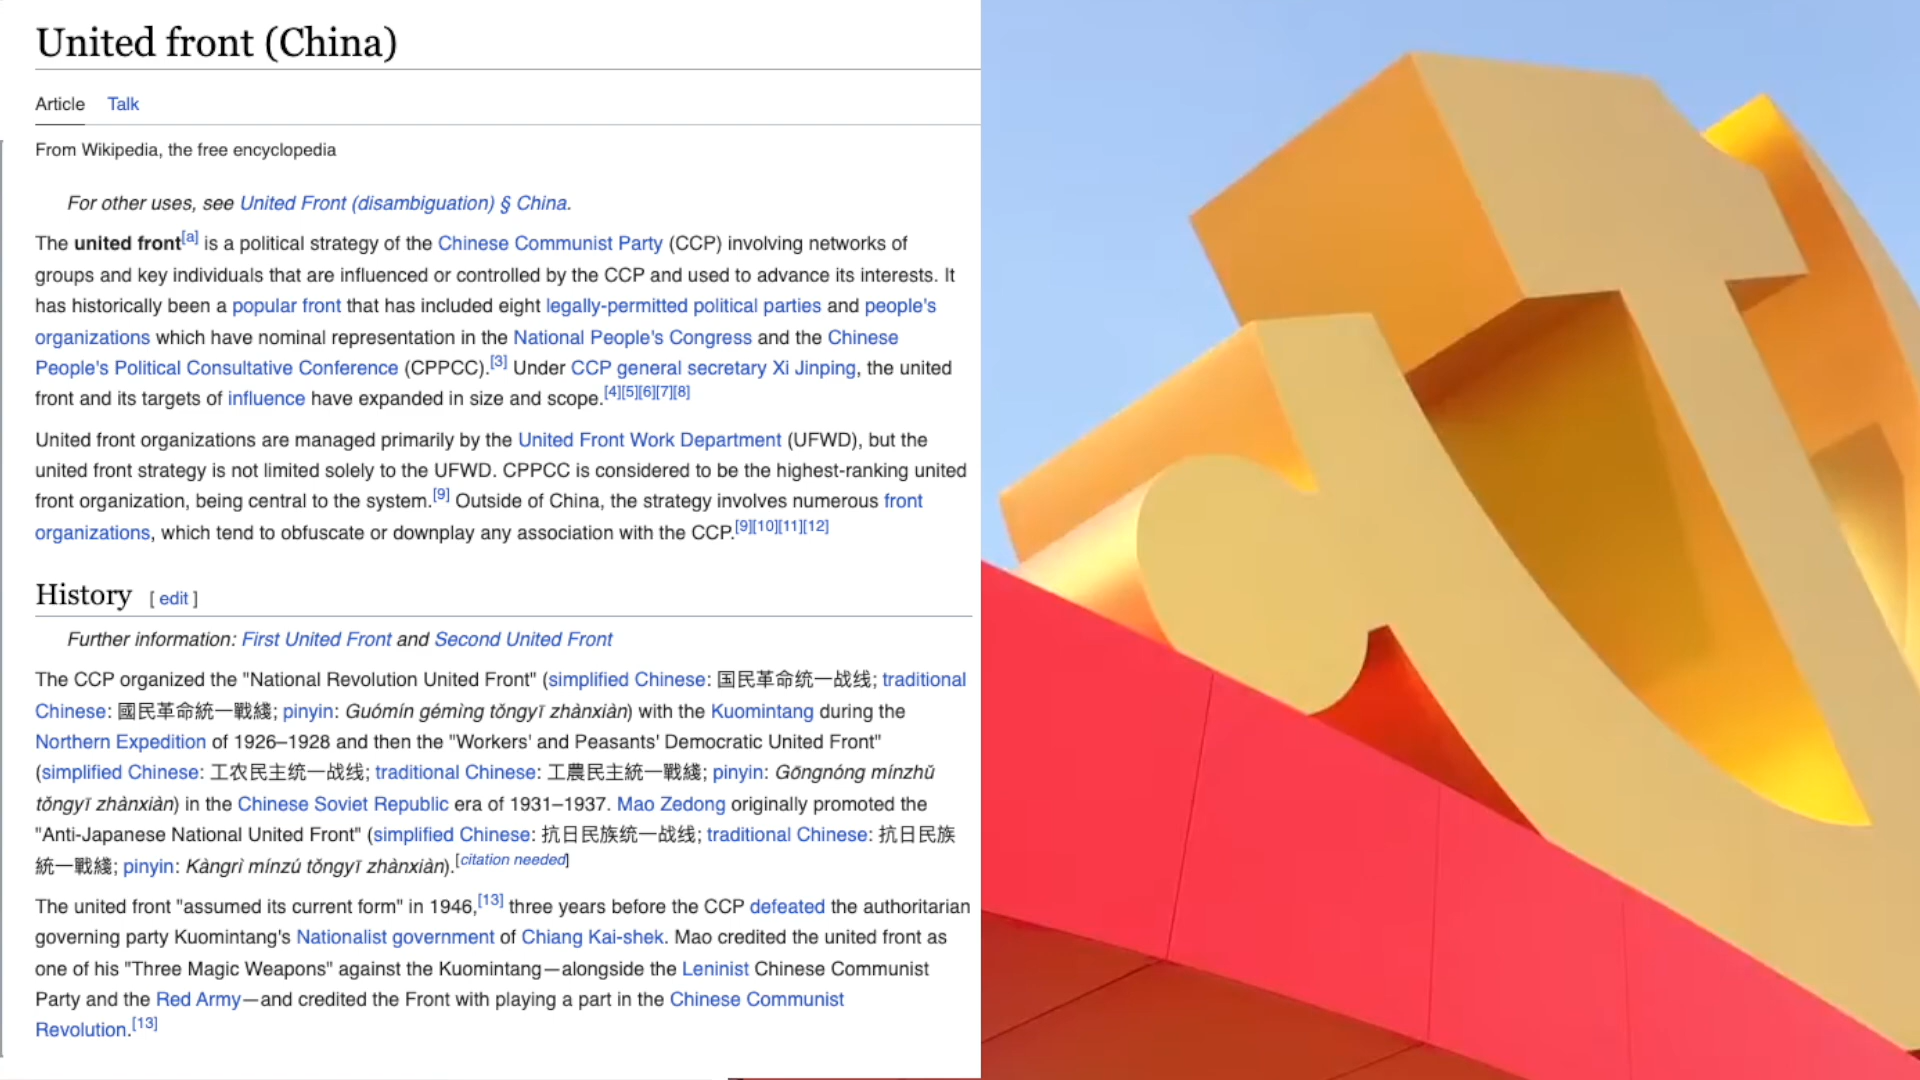 United front (China)
Article Talk
From Wikipedia, the free encyclopedia
For other uses, see United Front (disambiguation) § China.
The united front[a] is a political strategy of the Chinese Communist Party (CCP) involving networks of
groups and key individuals that are influenced or controlled by the CCP and used to advance its interests. It
has historically been a popular front that has included eight legally-permitted political parties and people's
organizations which have nominal representation in the National People's Congress and the Chinese
People's Political Consultative Conference (CPPCC).[3] Under CCP general secretary Xi Jinping, the united
front and its targets of influence have expanded in size and scope.[4][5][6][7][8]
United front organizations are managed primarily by the United Front Work Department (UFWD), but the
united front strategy is not limited solely to the UFWD. CPPCC is considered to be the highest-ranking united
front organization, being central to the system.[9] Outside of China, the strategy involves numerous front
organizations, which tend to obfuscate or downplay any association with the CCP.[9][10][11][12]
History [ edit ]
Further information: First United Front and Second United Front
The CCP organized the "National Revolution United Front" (simplified Chinese: 国民革命统一战线; traditional
Chinese: 國民革命統一戰綫; pinyin: Guómín gémìng tǒngyī zhànxiàn) with the Kuomintang during the
Northern Expedition of 1926–1928 and then the "Workers' and Peasants' Democratic United Front"
(simplified Chinese: 工农民主统一战线; traditional Chinese: 工農民主統一戰綫; pinyin: Gōngnóng mínzhǔ
tǒngyī zhànxiàn) in the Chinese Soviet Republic era of 1931–1937. Mao Zedong originally promoted the
"Anti-Japanese National United Front" (simplified Chinese: 抗日民族统一战线; traditional Chinese: 抗日民族
統一戰綫; pinyin: Kàngrì mínzú tǒngyī zhànxiàn).[citation needed]
The united front "assumed its current form" in 1946,[13] three years before the CCP defeated the authoritarian
governing party Kuomintang's Nationalist government of Chiang Kai-shek. Mao credited the united front as
one of his "Three Magic Weapons" against the Kuomintang—alongside the Leninist Chinese Communist
Party and the Red Army—and credited the Front with playing a part in the Chinese Communist
Revolution.[13]